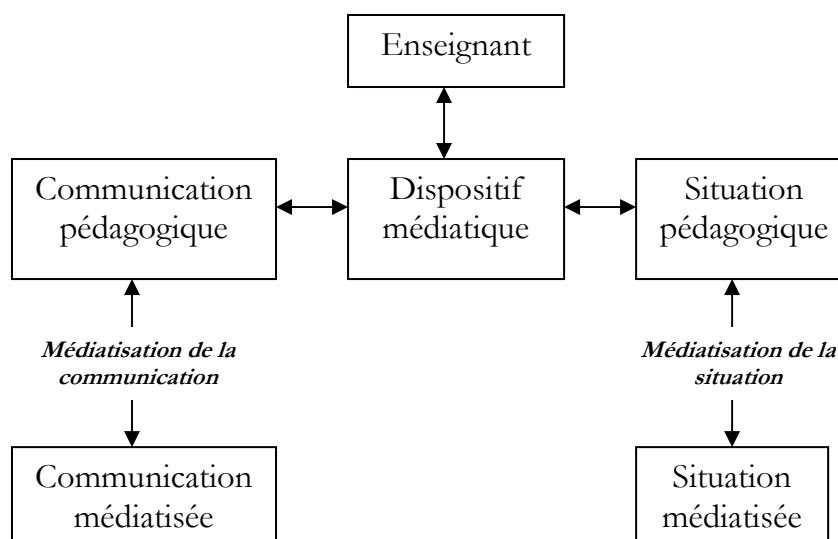 Enseignant
Communication
pédagogique
Dispositif
médiatique
Situation
pédagogique
Médiatisation de la
communication
Médiatisation de la
situation
Communication
médiatisée
Situation
médiatisée